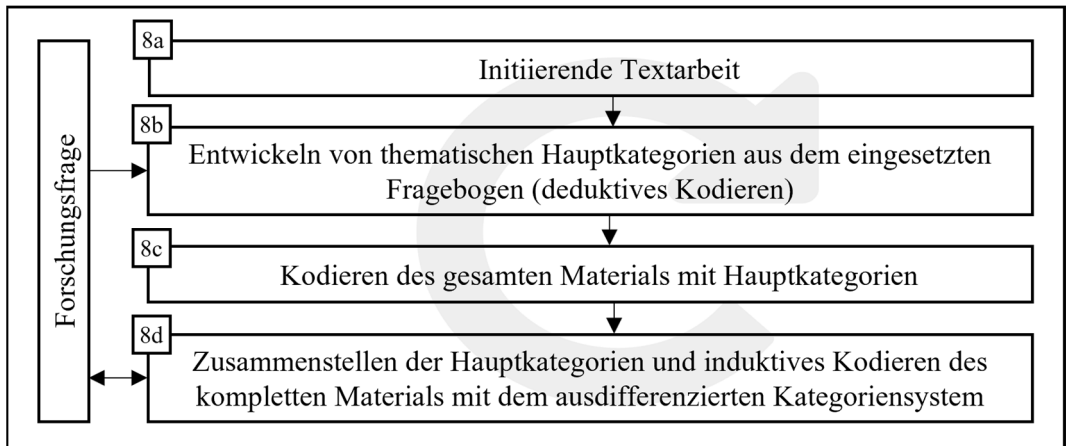 Forschungsfrage
8a
Initiierende Textarbeit
8b
Entwickeln von thematischen Hauptkategorien aus dem eingesetzten
Fragebogen (deduktives Kodieren)
8c
Kodieren des gesamten Materials mit Hauptkategorien
8d
Zusammenstellen der Hauptkategorien und induktives Kodieren des
kompletten Materials mit dem ausdifferenzierten Kategoriensystem